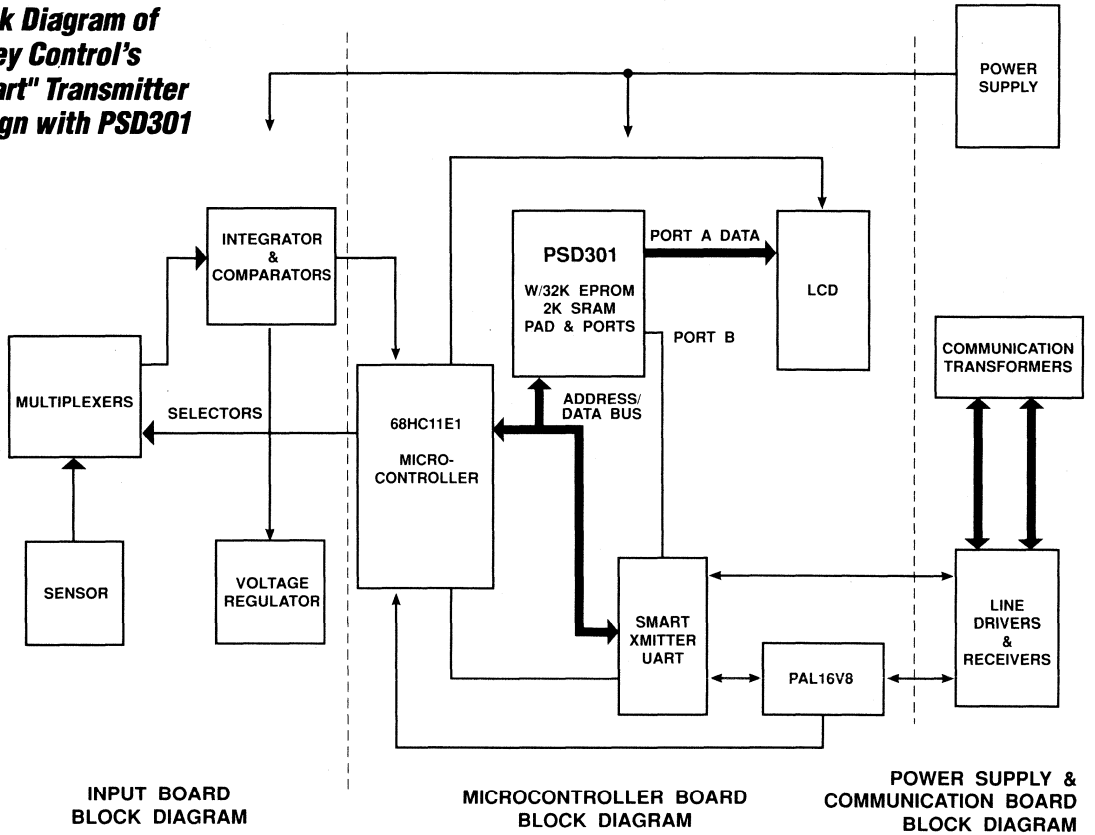 k Diagram of
ey Control's
art" Transmitter
gn with PSD301
POWER
SUPPLY
INTEGRATOR
&
COMPARATORS
PSD301
W/32K EPROM
2K SRAM
PAD & PORTS
PORT A DATA
LCD
PORT B
COMMUNICATION
TRANSFORMERS
MULTIPLEXERS
SELECTORS
68HC11E1
MICRO-
CONTROLLER
ADDRESS/
DATA BUS
SENSOR
VOLTAGE
REGULATOR
SMART
XMITTER
UART
PAL16V8
LINE
DRIVERS
&
RECEIVERS
INPUT BOARD
BLOCK DIAGRAM
MICROCONTROLLER BOARD
BLOCK DIAGRAM
POWER SUPPLY &
COMMUNICATION BOARD
BLOCK DIAGRAM